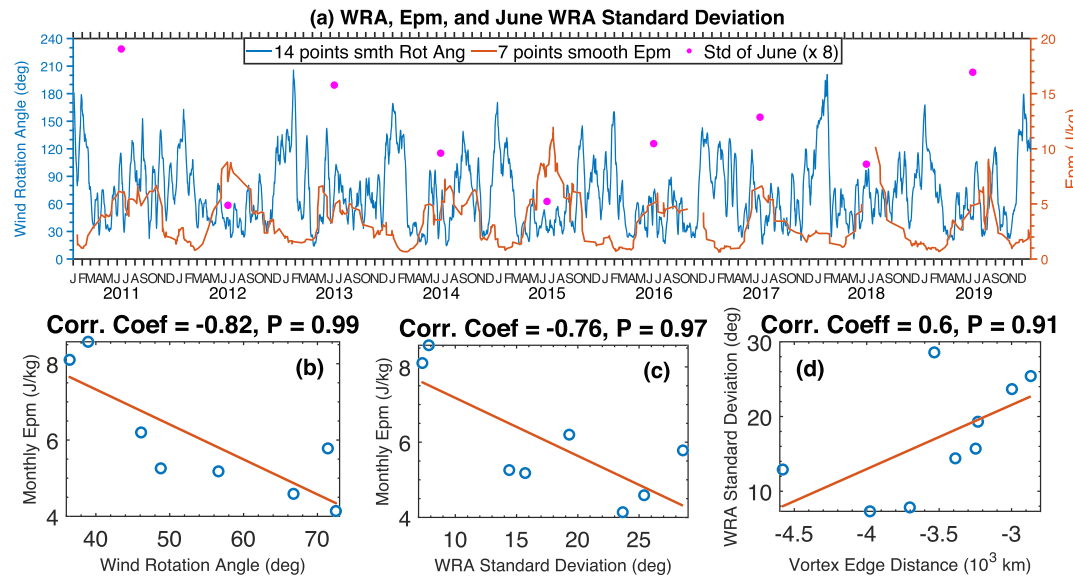 (a) WRA, Epm, and June WRA Standard Deviation
14 points smth Rot Ang 7 points smooth Epm Std of June (x 8)
Wind Rotation Angle (deg)
240
210
180
150
120
90
60
30
0
20
15
10
5
0
Epm (J/kg)
J FMAMJ J ASOND J FMAMJ J ASOND J FMAMJ J ASOND J FMAMJ J ASOND J FMAMJ J ASOND J FMAMJ J ASOND J FMAMJ J ASOND J FMAMJ J ASOND J FMAMJ J ASOND
2011 2012 2013 2014 2015 2016 2017 2018 2019
Corr. Coef = -0.82, P = 0.99
(b)
Monthly Epm (J/kg)
8
6
4
40 50 60 70
Wind Rotation Angle (deg)
Corr. Coef = -0.76, P = 0.97
(c)
Monthly Epm (J/kg)
8
6
4
10 15 20 25
WRA Standard Deviation (deg)
Corr. Coeff = 0.6, P = 0.91
(d)
WRA Standard Deviation (deg)
30
20
10
-4.5 -4 -3.5 -3
Vortex Edge Distance (10³ km)